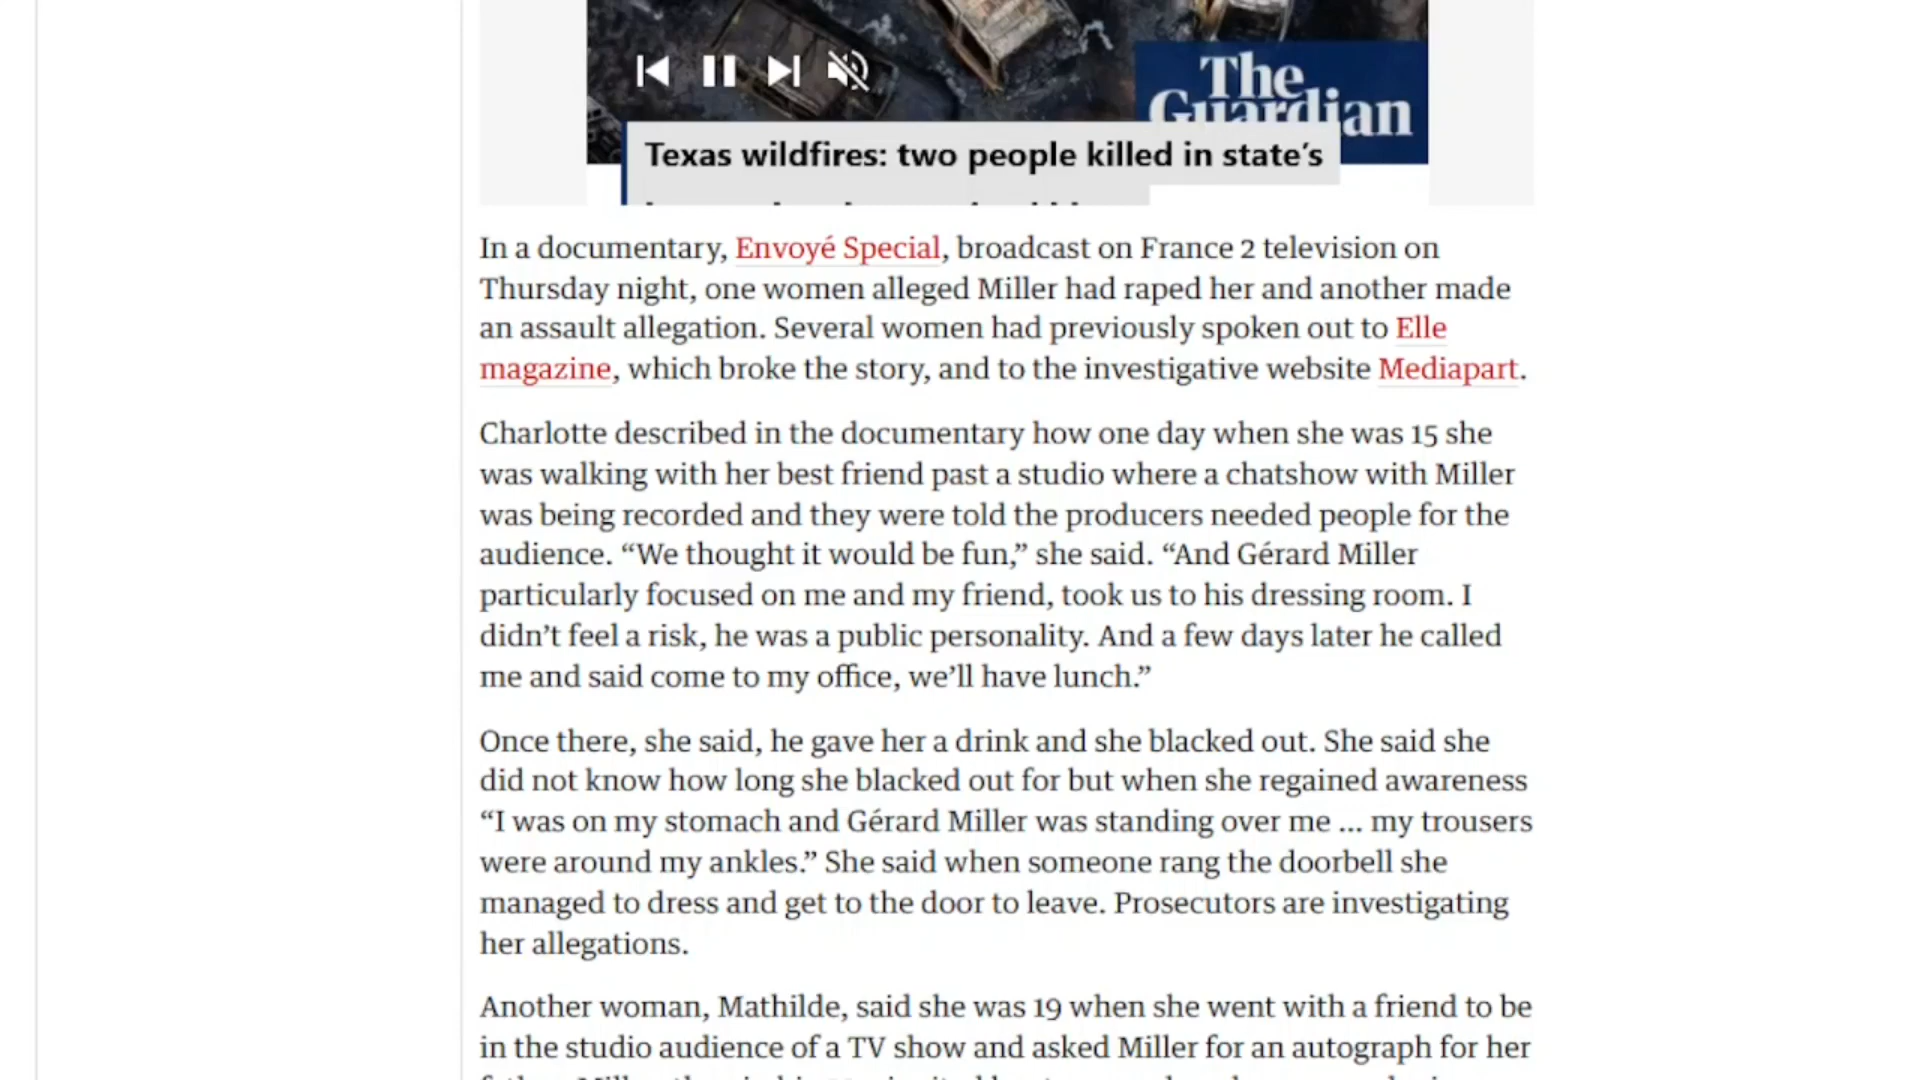 The
Guardian
Texas wildfires: two people killed in state’s
In a documentary, Envoyé Special, broadcast on France 2 television on
Thursday night, one women alleged Miller had raped her and another made
an assault allegation. Several women had previously spoken out to Elle
magazine, which broke the story, and to the investigative website Mediapart.
Charlotte described in the documentary how one day when she was 15 she
was walking with her best friend past a studio where a chatshow with Miller
was being recorded and they were told the producers needed people for the
audience. “We thought it would be fun,” she said. “And Gérard Miller
particularly focused on me and my friend, took us to his dressing room. I
didn’t feel a risk, he was a public personality. And a few days later he called
me and said come to my office, we’ll have lunch.”
Once there, she said, he gave her a drink and she blacked out. She said she
did not know how long she blacked out for but when she regained awareness
“I was on my stomach and Gérard Miller was standing over me ... my trousers
were around my ankles.” She said when someone rang the doorbell she
managed to dress and get to the door to leave. Prosecutors are investigating
her allegations.
Another woman, Mathilde, said she was 19 when she went with a friend to be
in the studio audience of a TV show and asked Miller for an autograph for her